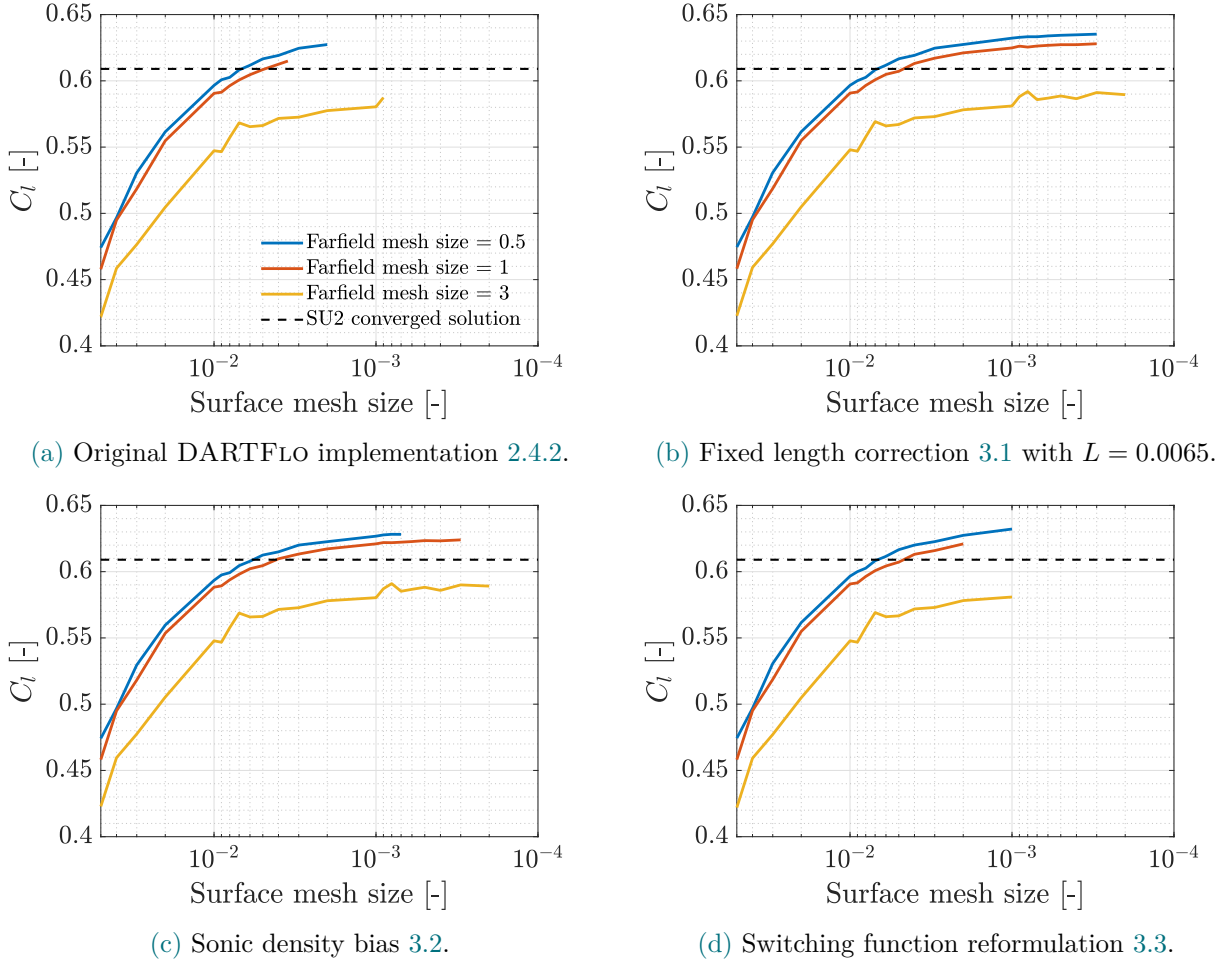 0.65
0.6
0.55
0.5
0.45
0.4
C_l [-]
Farfield mesh size = 0.5
Farfield mesh size = 1
Farfield mesh size = 3
SU2 converged solution
10^{-2}
10^{-3}
10^{-4}
Surface mesh size [-]
(a) Original DARTFLO implementation 2.4.2.
0.65
0.6
0.55
0.5
0.45
0.4
C_l [-]
10^{-2}
10^{-3}
10^{-4}
Surface mesh size [-]
(b) Fixed length correction 3.1 with L = 0.0065.
0.65
0.6
0.55
0.5
0.45
0.4
C_l [-]
10^{-2}
10^{-3}
10^{-4}
Surface mesh size [-]
(c) Sonic density bias 3.2.
0.65
0.6
0.55
0.5
0.45
0.4
C_l [-]
10^{-2}
10^{-3}
10^{-4}
Surface mesh size [-]
(d) Switching function reformulation 3.3.